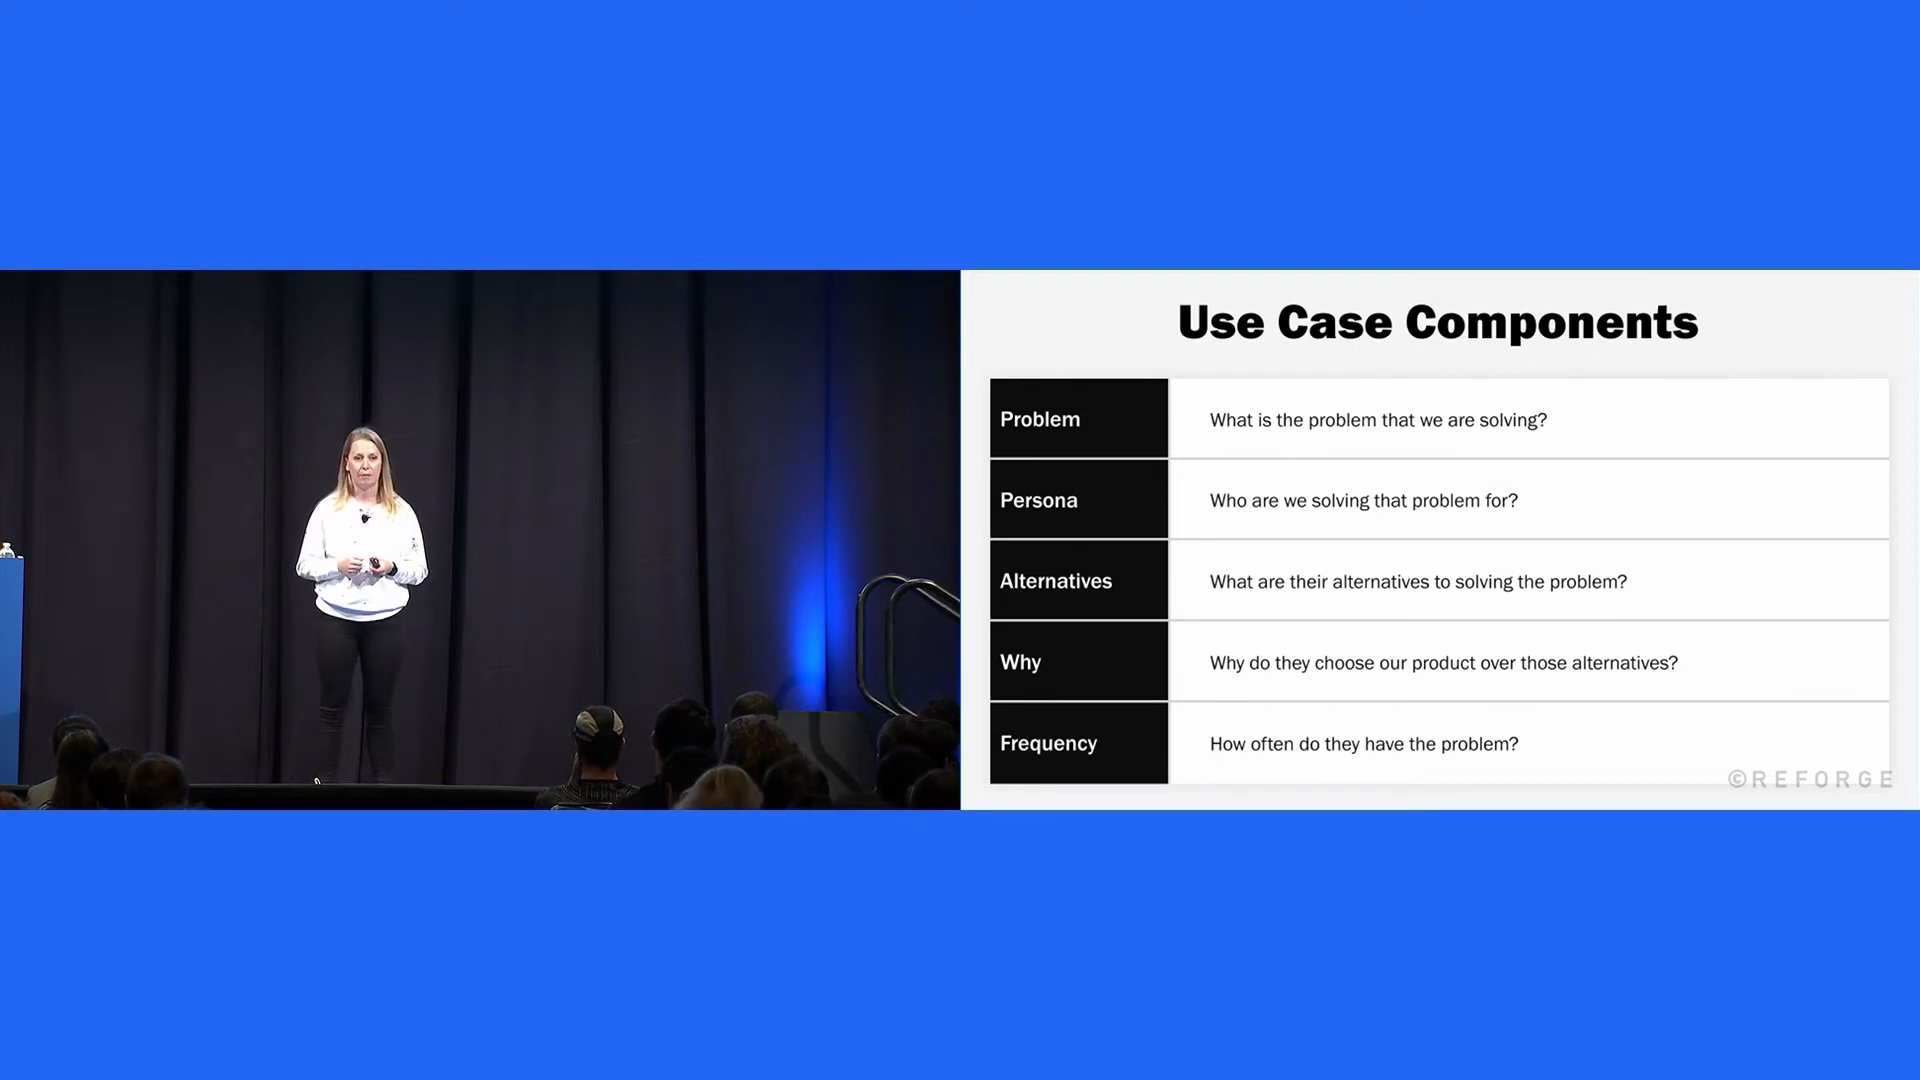 Use Case Components
Problem
What is the problem that we are solving?
Persona
Who are we solving that problem for?
Alternatives
What are their alternatives to solving the problem?
Why
Why do they choose our product over those alternatives?
Frequency
How often do they have the problem?
©REFORGE